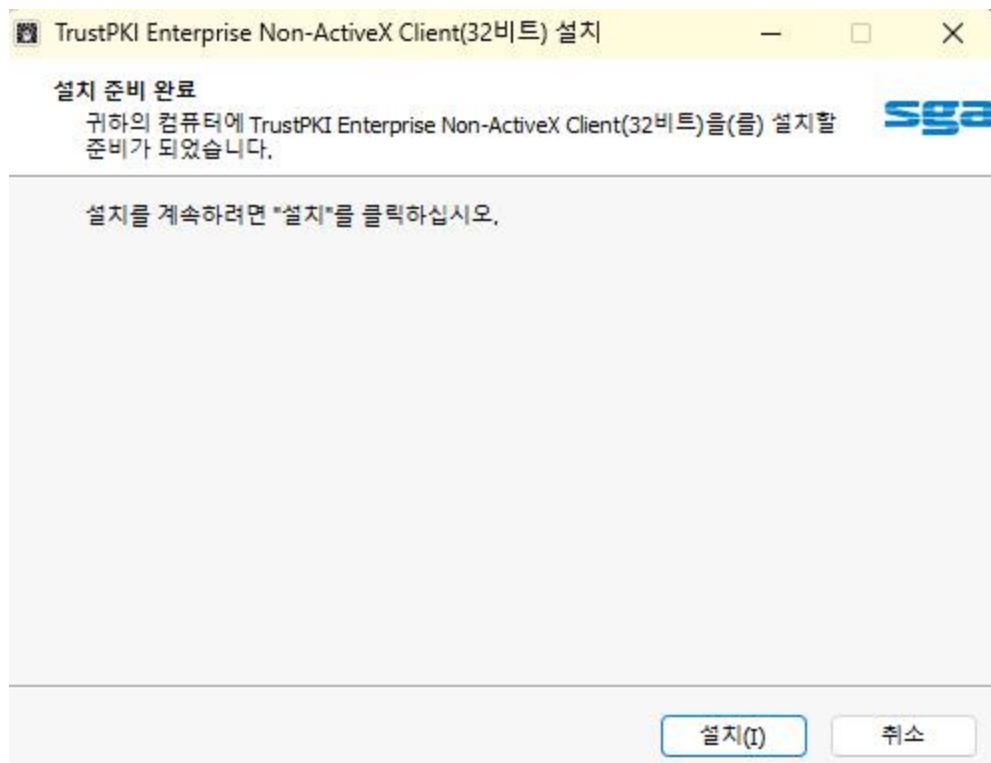 TrustPKI Enterprise Non-ActiveX Client(32비트) 설치
설치 준비 완료
귀하의 컴퓨터에 TrustPKI Enterprise Non-ActiveX Client(32비트)을(를) 설치할
준비가 되었습니다.
sga
설치를 계속하려면 "설치"를 클릭하십시오.
설치(I)
취소